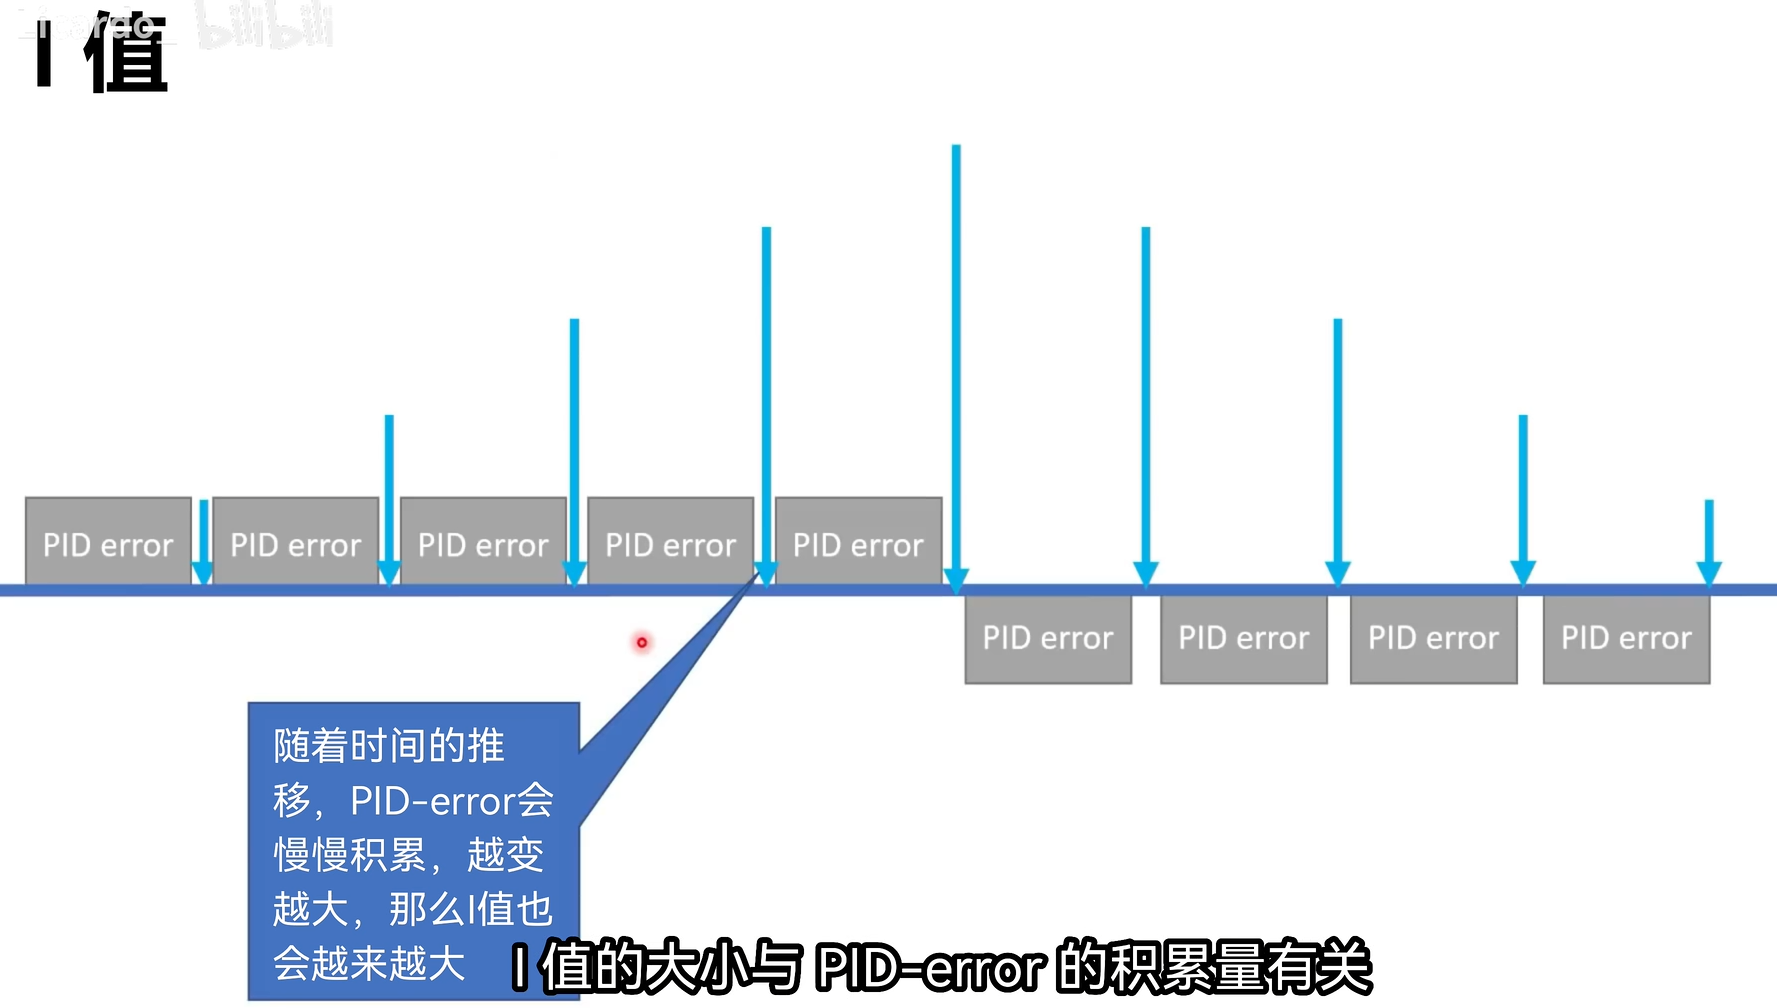 bilibili
I 值
PID error
PID error
PID error
PID error
PID error
PID error
PID error
PID error
PID error
随着时间的推
移，PID-error会
慢慢积累，越变
越大，那么I值也
会越来越大
I 值的大小与 PID-error 的积累量有关